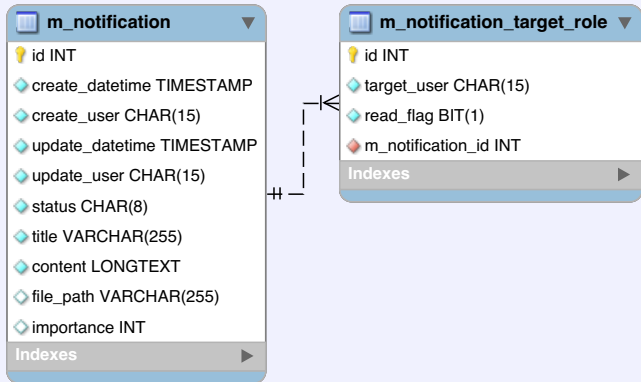 m_notification
id INT
create_datetime TIMESTAMP
create_user CHAR(15)
update_datetime TIMESTAMP
update_user CHAR(15)
status CHAR(8)
title VARCHAR(255)
content LONGTEXT
file_path VARCHAR(255)
importance INT
Indexes
m_notification_target_role
id INT
target_user CHAR(15)
read_flag BIT(1)
m_notification_id INT
Indexes